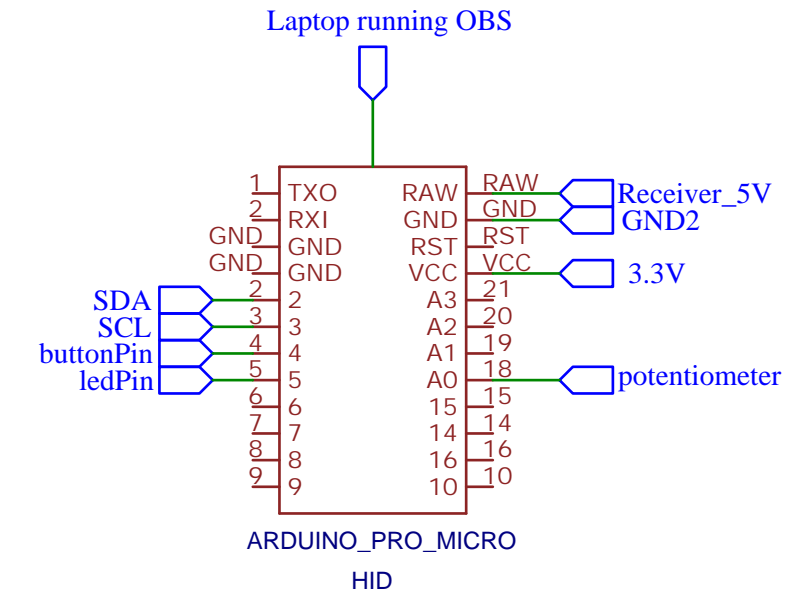 Laptop running OBS
1 TXO RAW RAW Receiver_5V
2 RXI GND GND GND2
GND GND RST RST
GND GND VCC VCC 3.3V
SDA 2 2 A3 21
SCL 3 3 A2 20
buttonPin 4 4 A1 19
ledPin 5 5 A0 18 potentiometer
6 6 15 15
7 7 14 14
8 8 16 16
9 9 10 10
ARDUINO_PRO_MICRO
HID